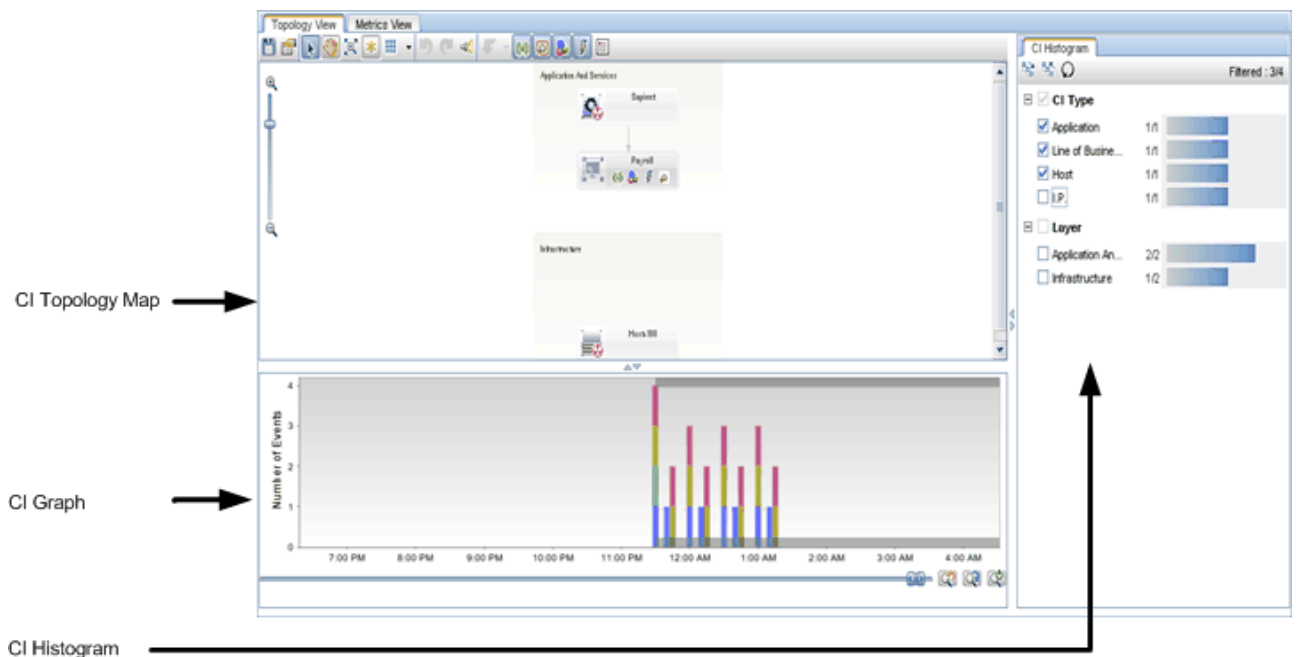 Topology View Metrics View
CI Histogram
Filtered : 3/4
Application And Services
Sapient
Payroll
Infrastructure
CI Type
Application 1/1
Line of Busine... 1/1
Host 1/1
I.P. 1/1
Layer
Application An... 2/2
Infrastructure 1/2
CI Topology Map
CI Graph
Number of Events
4
3
2
1
0
7:00 PM 8:00 PM 9:00 PM 10:00 PM 11:00 PM 12:00 AM 1:00 AM 2:00 AM 3:00 AM 4:00 AM
CI Histogram